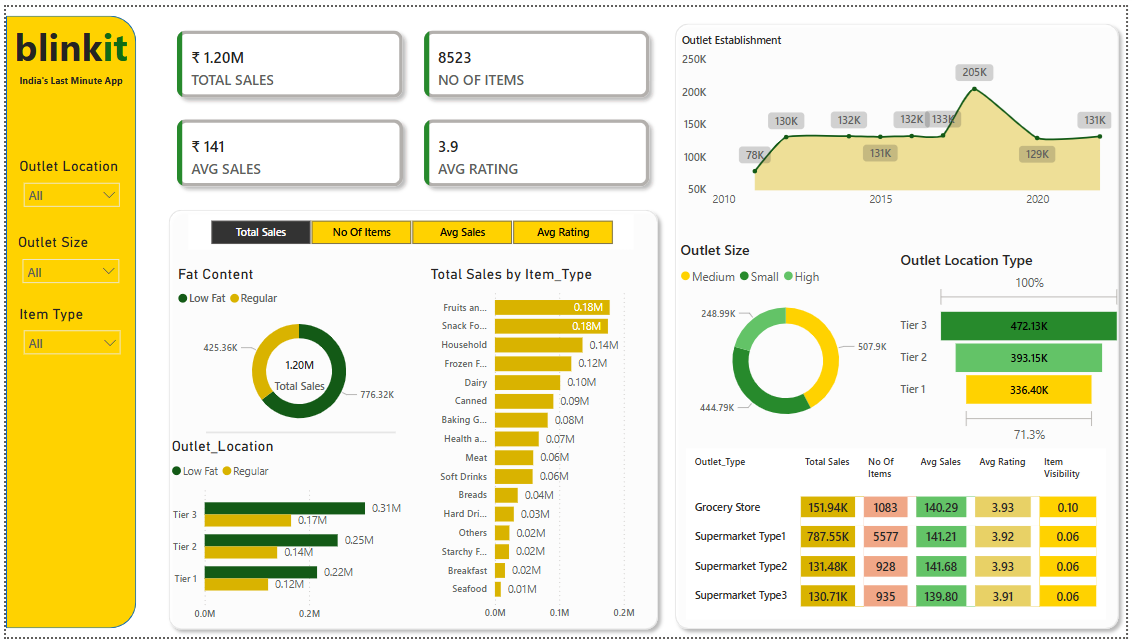 blinkit
India's Last Minute App
Outlet Location
All
Outlet Size
All
Item Type
All
₹ 1.20M
TOTAL SALES
8523
NO OF ITEMS
₹ 141
AVG SALES
3.9
AVG RATING
Total Sales
No Of Items
Avg Sales
Avg Rating
Fat Content
Low Fat Regular
425.36K
1.20M
Total Sales
776.32K
Outlet_Location
Low Fat Regular
Tier 3
0.31M
0.17M
Tier 2
0.25M
0.14M
Tier 1
0.22M
0.12M
0.0M 0.2M
Total Sales by Item_Type
Fruits an... 0.18M
Snack Fo... 0.18M
Household 0.14M
Frozen F... 0.12M
Dairy 0.10M
Canned 0.09M
Baking G... 0.08M
Health a... 0.07M
Meat 0.06M
Soft Drinks 0.06M
Breads 0.04M
Hard Dri... 0.03M
Others 0.02M
Starchy F... 0.02M
Breakfast 0.02M
Seafood 0.01M
0.0M 0.1M 0.2M
Outlet Establishment
250K
200K
150K
100K
50K
78K
130K
132K
131K
132K
133K
205K
129K
131K
2010 2015 2020
Outlet Size
Medium Small High
248.99K
507.9K
444.79K
Outlet Location Type
100%
Tier 3 472.13K
Tier 2 393.15K
Tier 1 336.40K
71.3%
Outlet_Type Total Sales No Of Items Avg Sales Avg Rating Item Visibility
Grocery Store 151.94K 1083 140.29 3.93 0.10
Supermarket Type1 787.55K 5577 141.21 3.92 0.06
Supermarket Type2 131.48K 928 141.68 3.93 0.06
Supermarket Type3 130.71K 935 139.80 3.91 0.06